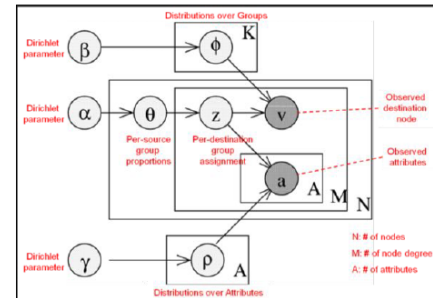 Distributions over Groups
Dirichlet
parameter
β
ϕ
K
Dirichlet
parameter
α
θ
z
v
Observed
destination
node
Per-source
group
proportions
Per-destination
group
assignment
Observed
attributes
a
A
M
N
N: # of nodes
M: # of node degree
A: # of attributes
Dirichlet
parameter
γ
ρ
A
Distributions over Attributes